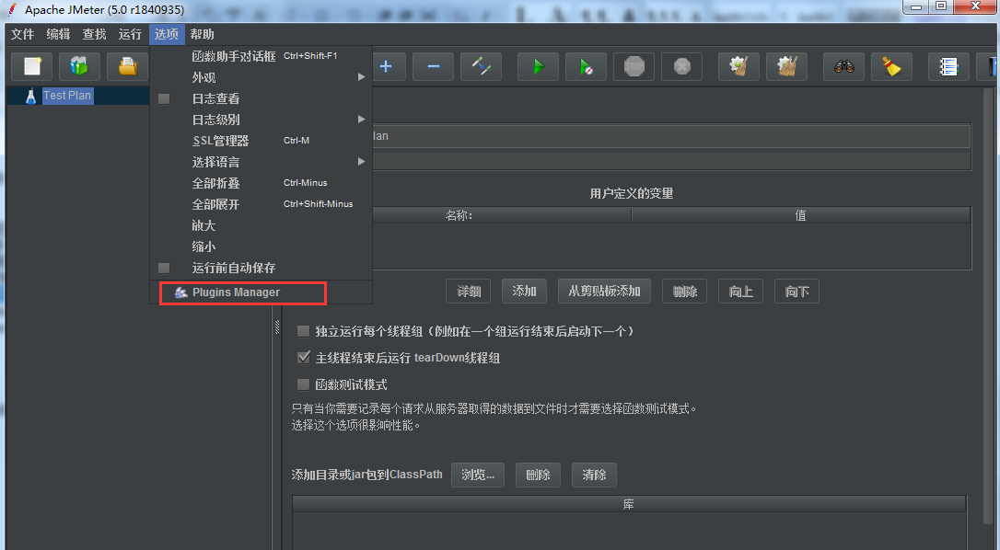 Apache JMeter (5.0 r1840935)
文件 编辑 查找 运行 选项 帮助
函数助手对话框 Ctrl+Shift-F1
外观
Test Plan
日志查看
日志级别
SSL管理器 Ctrl-M
lan
选择语言
全部折叠 Ctrl-Minus
用户定义的变量
全部展开 Ctrl+Shift-Minus
名称: 值
放大
缩小
运行前自动保存
Plugins Manager
详细 添加 从剪贴板添加 删除 向上 向下
独立运行每个线程组（例如在一个组运行结束后启动下一个）
主线程结束后运行 tearDown线程组
函数测试模式
只有当你需要记录每个请求从服务器取得的数据到文件时才需要选择函数测试模式。
选择这个选项很影响性能。
添加目录或jar包到ClassPath 浏览... 删除 清除
库